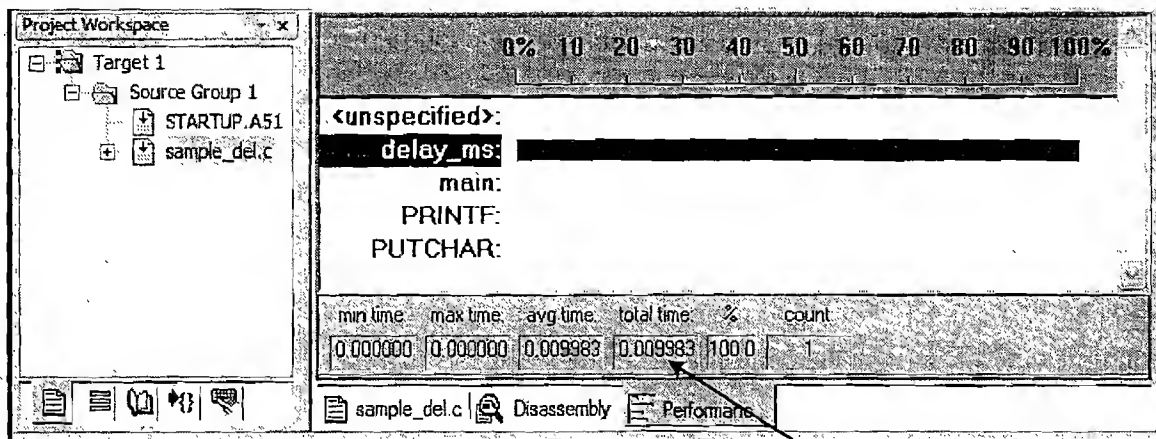 Project Workspace
Target 1
Source Group 1
STARTUP.A51
sample_del.c
0% 10 20 30 40 50 60 70 80 90 100%
<unspecified>:
delay_ms:
main:
PRINTF:
PUTCHAR:
min time: max time: avg time: total time: % count
0.000000 0.000000 0.009983 0.009983 100.0 1
sample_del.c Disassembly Performanc